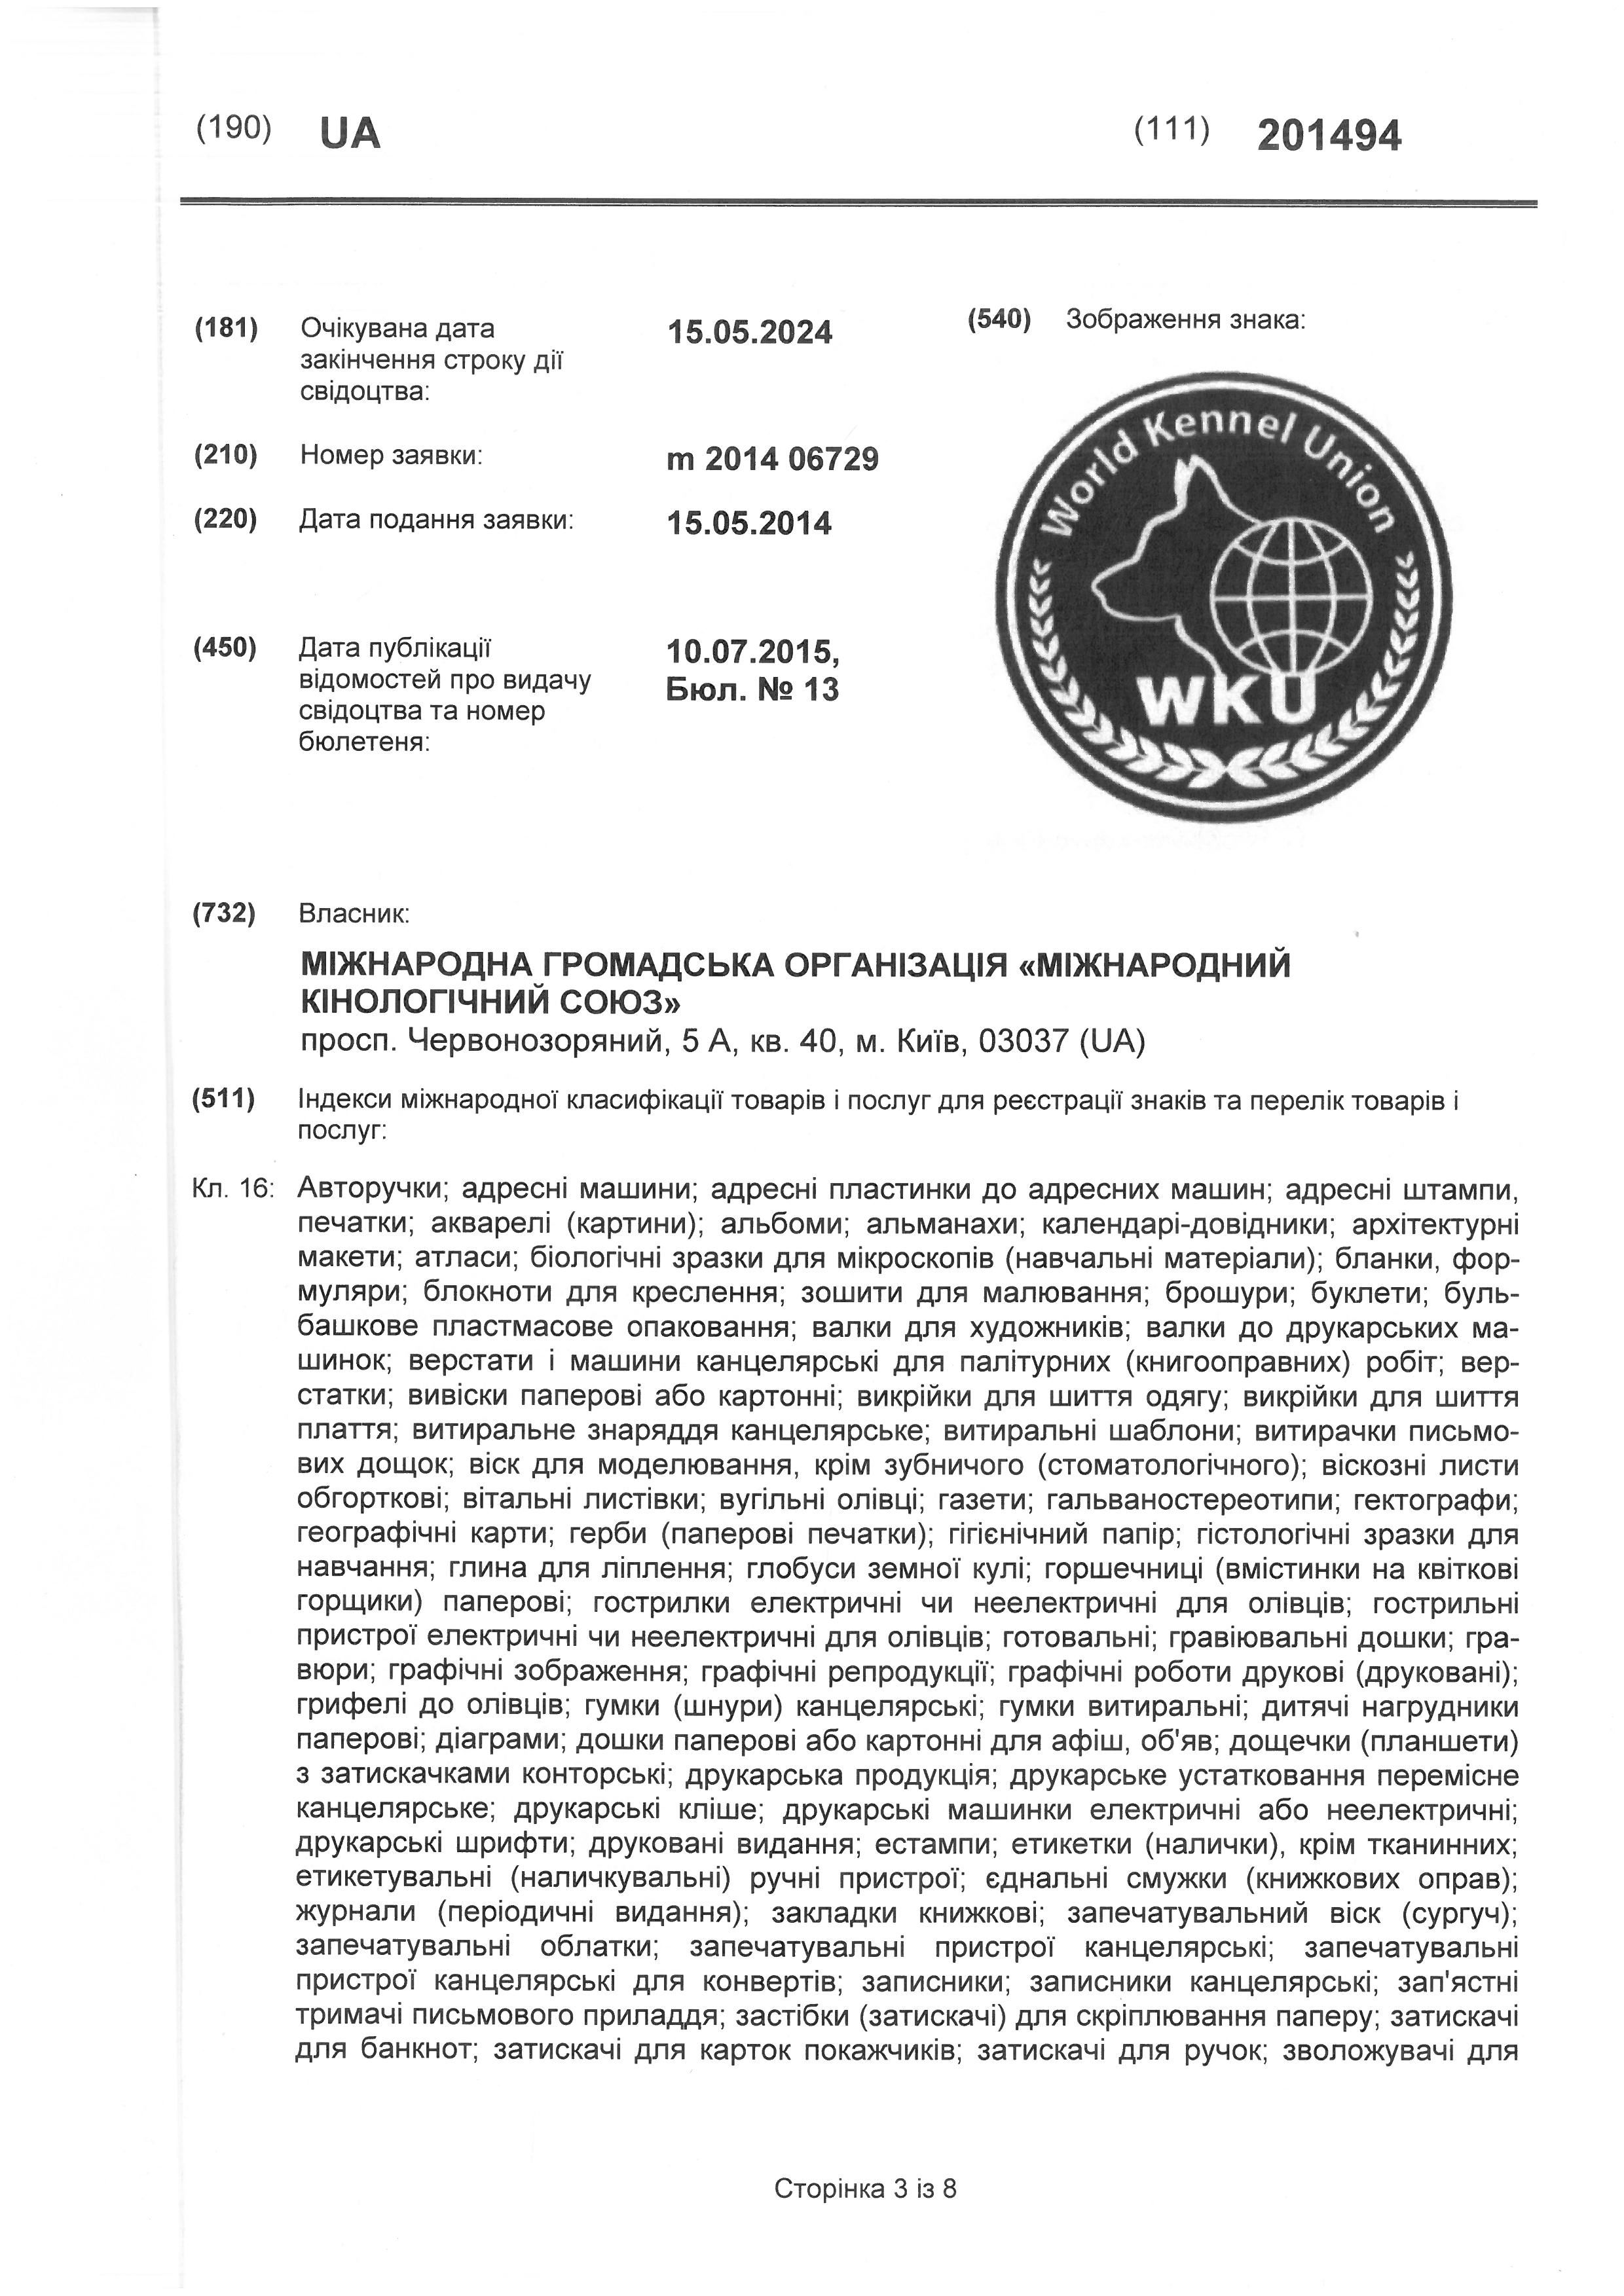 (190) UA (111) 201494
(181) Очікувана дата закінчення строку дії свідоцтва: 15.05.2024
(540) Зображення знака:
World Kennel Union
WKU
(210) Номер заявки: m 2014 06729
(220) Дата подання заявки: 15.05.2014
(450) Дата публікації відомостей про видачу свідоцтва та номер бюлетеня: 10.07.2015, Бюл. № 13
(732) Власник:
МІЖНАРОДНА ГРОМАДСЬКА ОРГАНІЗАЦІЯ «МІЖНАРОДНИЙ
КІНОЛОГІЧНИЙ СОЮЗ»
просп. Червонозоряний, 5 А, кв. 40, м. Київ, 03037 (UA)
(511) Індекси міжнародної класифікації товарів і послуг для реєстрації знаків та перелік товарів і
послуг:
Кл. 16: Авторучки; адресні машини; адресні пластинки до адресних машин; адресні штампи,
печатки; акварелі (картини); альбоми; альманахи; календарі-довідники; архітектурні
макети; атласи; біологічні зразки для мікроскопів (навчальні матеріали); бланки, фор-
муляри; блокноти для креслення; зошити для малювання; брошури; буклети; буль-
башкове пластмасове опаковання; валки для художників; валки до друкарських ма-
шинок; верстати і машини канцелярські для палітурних (книгооправних) робіт; вер-
статки; вивіски паперові або картонні; викрійки для шиття одягу; викрійки для шиття
плаття; витиральне знаряддя канцелярське; витиральні шаблони; витирачки письмо-
вих дощок; віск для моделювання, крім зубничого (стоматологічного); віскозні листи
обгорткові; вітальні листівки; вугільні олівці; газети; гальваностереотипи; гектографи;
географічні карти; герби (паперові печатки); гігієнічний папір; гістологічні зразки для
навчання; глина для ліплення; глобуси земної кулі; горшечниці (вмістинки на квіткові
горщики) паперові; гострилки електричні чи неелектричні для олівців; гострильні
пристрої електричні чи неелектричні для олівців; готовальні; гравіювальні дошки; гра-
вюри; графічні зображення; графічні репродукції; графічні роботи друкові (друковані);
грифелі до олівців; гумки (шнури) канцелярські; гумки витиральні; дитячі нагрудники
паперові; діаграми; дошки паперові або картонні для афіш, об'яв; дощечки (планшети)
з затискачками конторські; друкарська продукція; друкарське устатковання перемісне
канцелярське; друкарські кліше; друкарські машинки електричні або неелектричні;
друкарські шрифти; друковані видання; естампи; етикетки (налички), крім тканинних;
етикетувальні (наличкувальні) ручні пристрої; єднальні смужки (книжкових оправ);
журнали (періодичні видання); закладки книжкові; запечатувальний віск (сургуч);
запечатувальні облатки; запечатувальні пристрої канцелярські; запечатувальні
пристрої канцелярські для конвертів; записники; записники канцелярські; зап'ястні
тримачі письмового приладдя; застібки (затискачі) для скріплювання паперу; затискачі
для банкнот; затискачі для карток покажчиків; затискачі для ручок; зволожувачі для
Сторінка 3 із 8